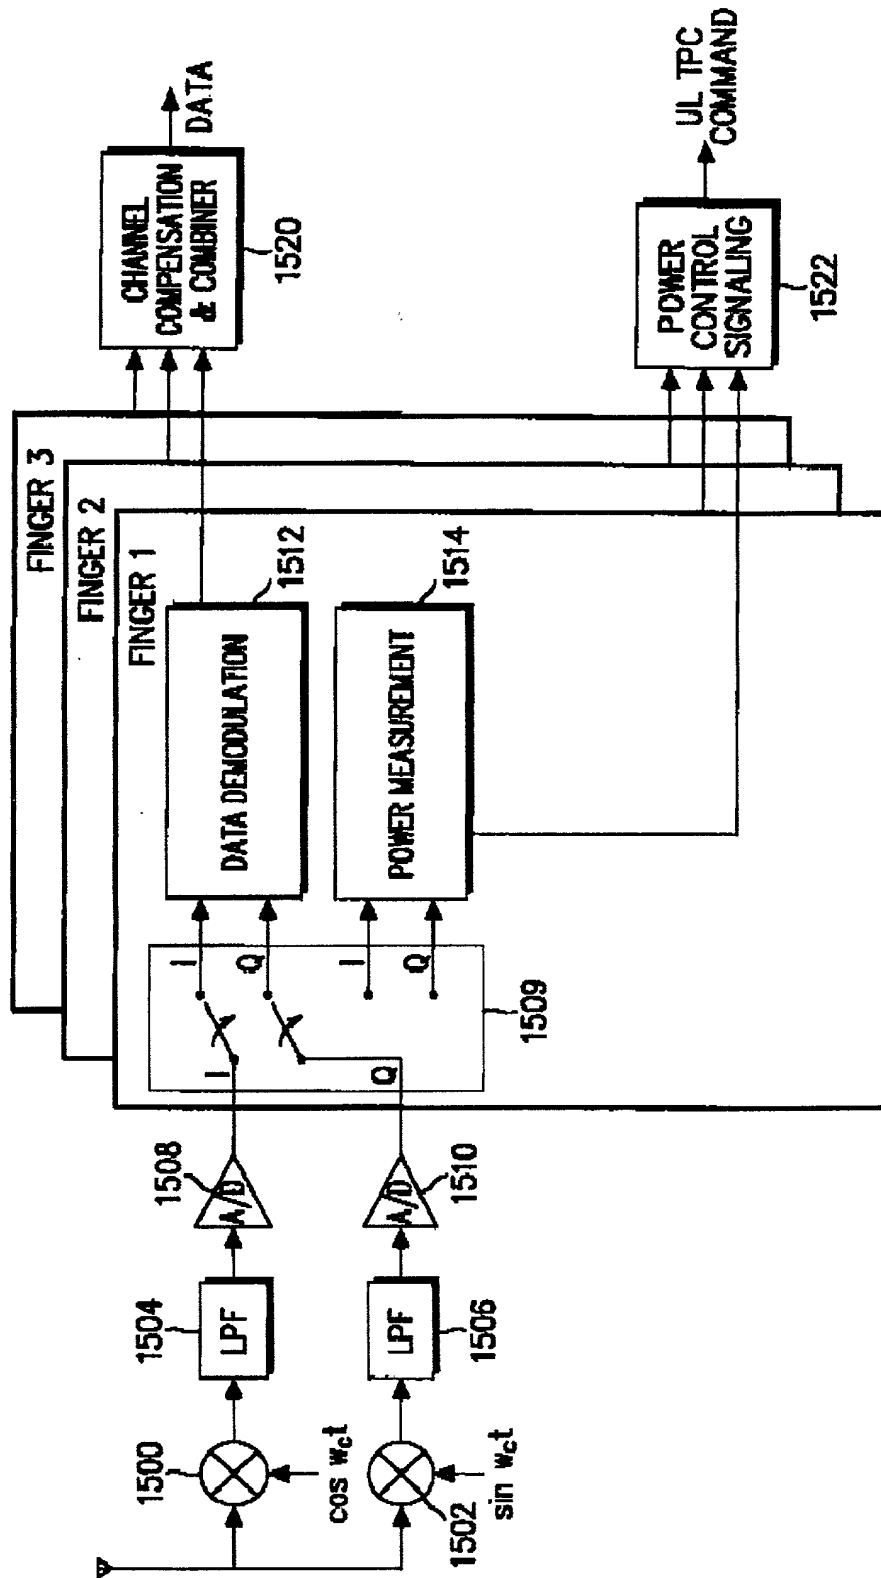 FINGER 3
FINGER 2
FINGER 1
1500
cos wct
1504
LPF
1508
A/D
I
I
Q
DATA DEMODULATION
1512
CHANNEL
COMPENSATION
& COMBINER
1520
DATA
1502
sin wct
1506
LPF
1510
A/D
Q
I
Q
1509
POWER MEASUREMENT
1514
POWER
CONTROL
SIGNALING
1522
UL TPC
COMMAND